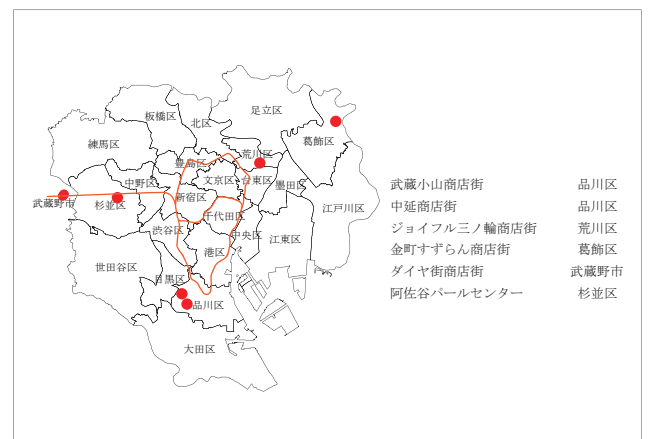 足立区
板橋区
北区
葛飾区
練馬区
豊島区
荒川区
中野区
文京区
台東区
墨田区
武蔵野市
杉並区
新宿区
江戸川区
千代田区
渋谷区
中央区
江東区
港区
世田谷区
目黒区
品川区
大田区
武蔵小山商店街 品川区
中延商店街 品川区
ジョイフル三ノ輪商店街 荒川区
金町すずらん商店街 葛飾区
ダイヤ街商店街 武蔵野市
阿佐谷パールセンター 杉並区